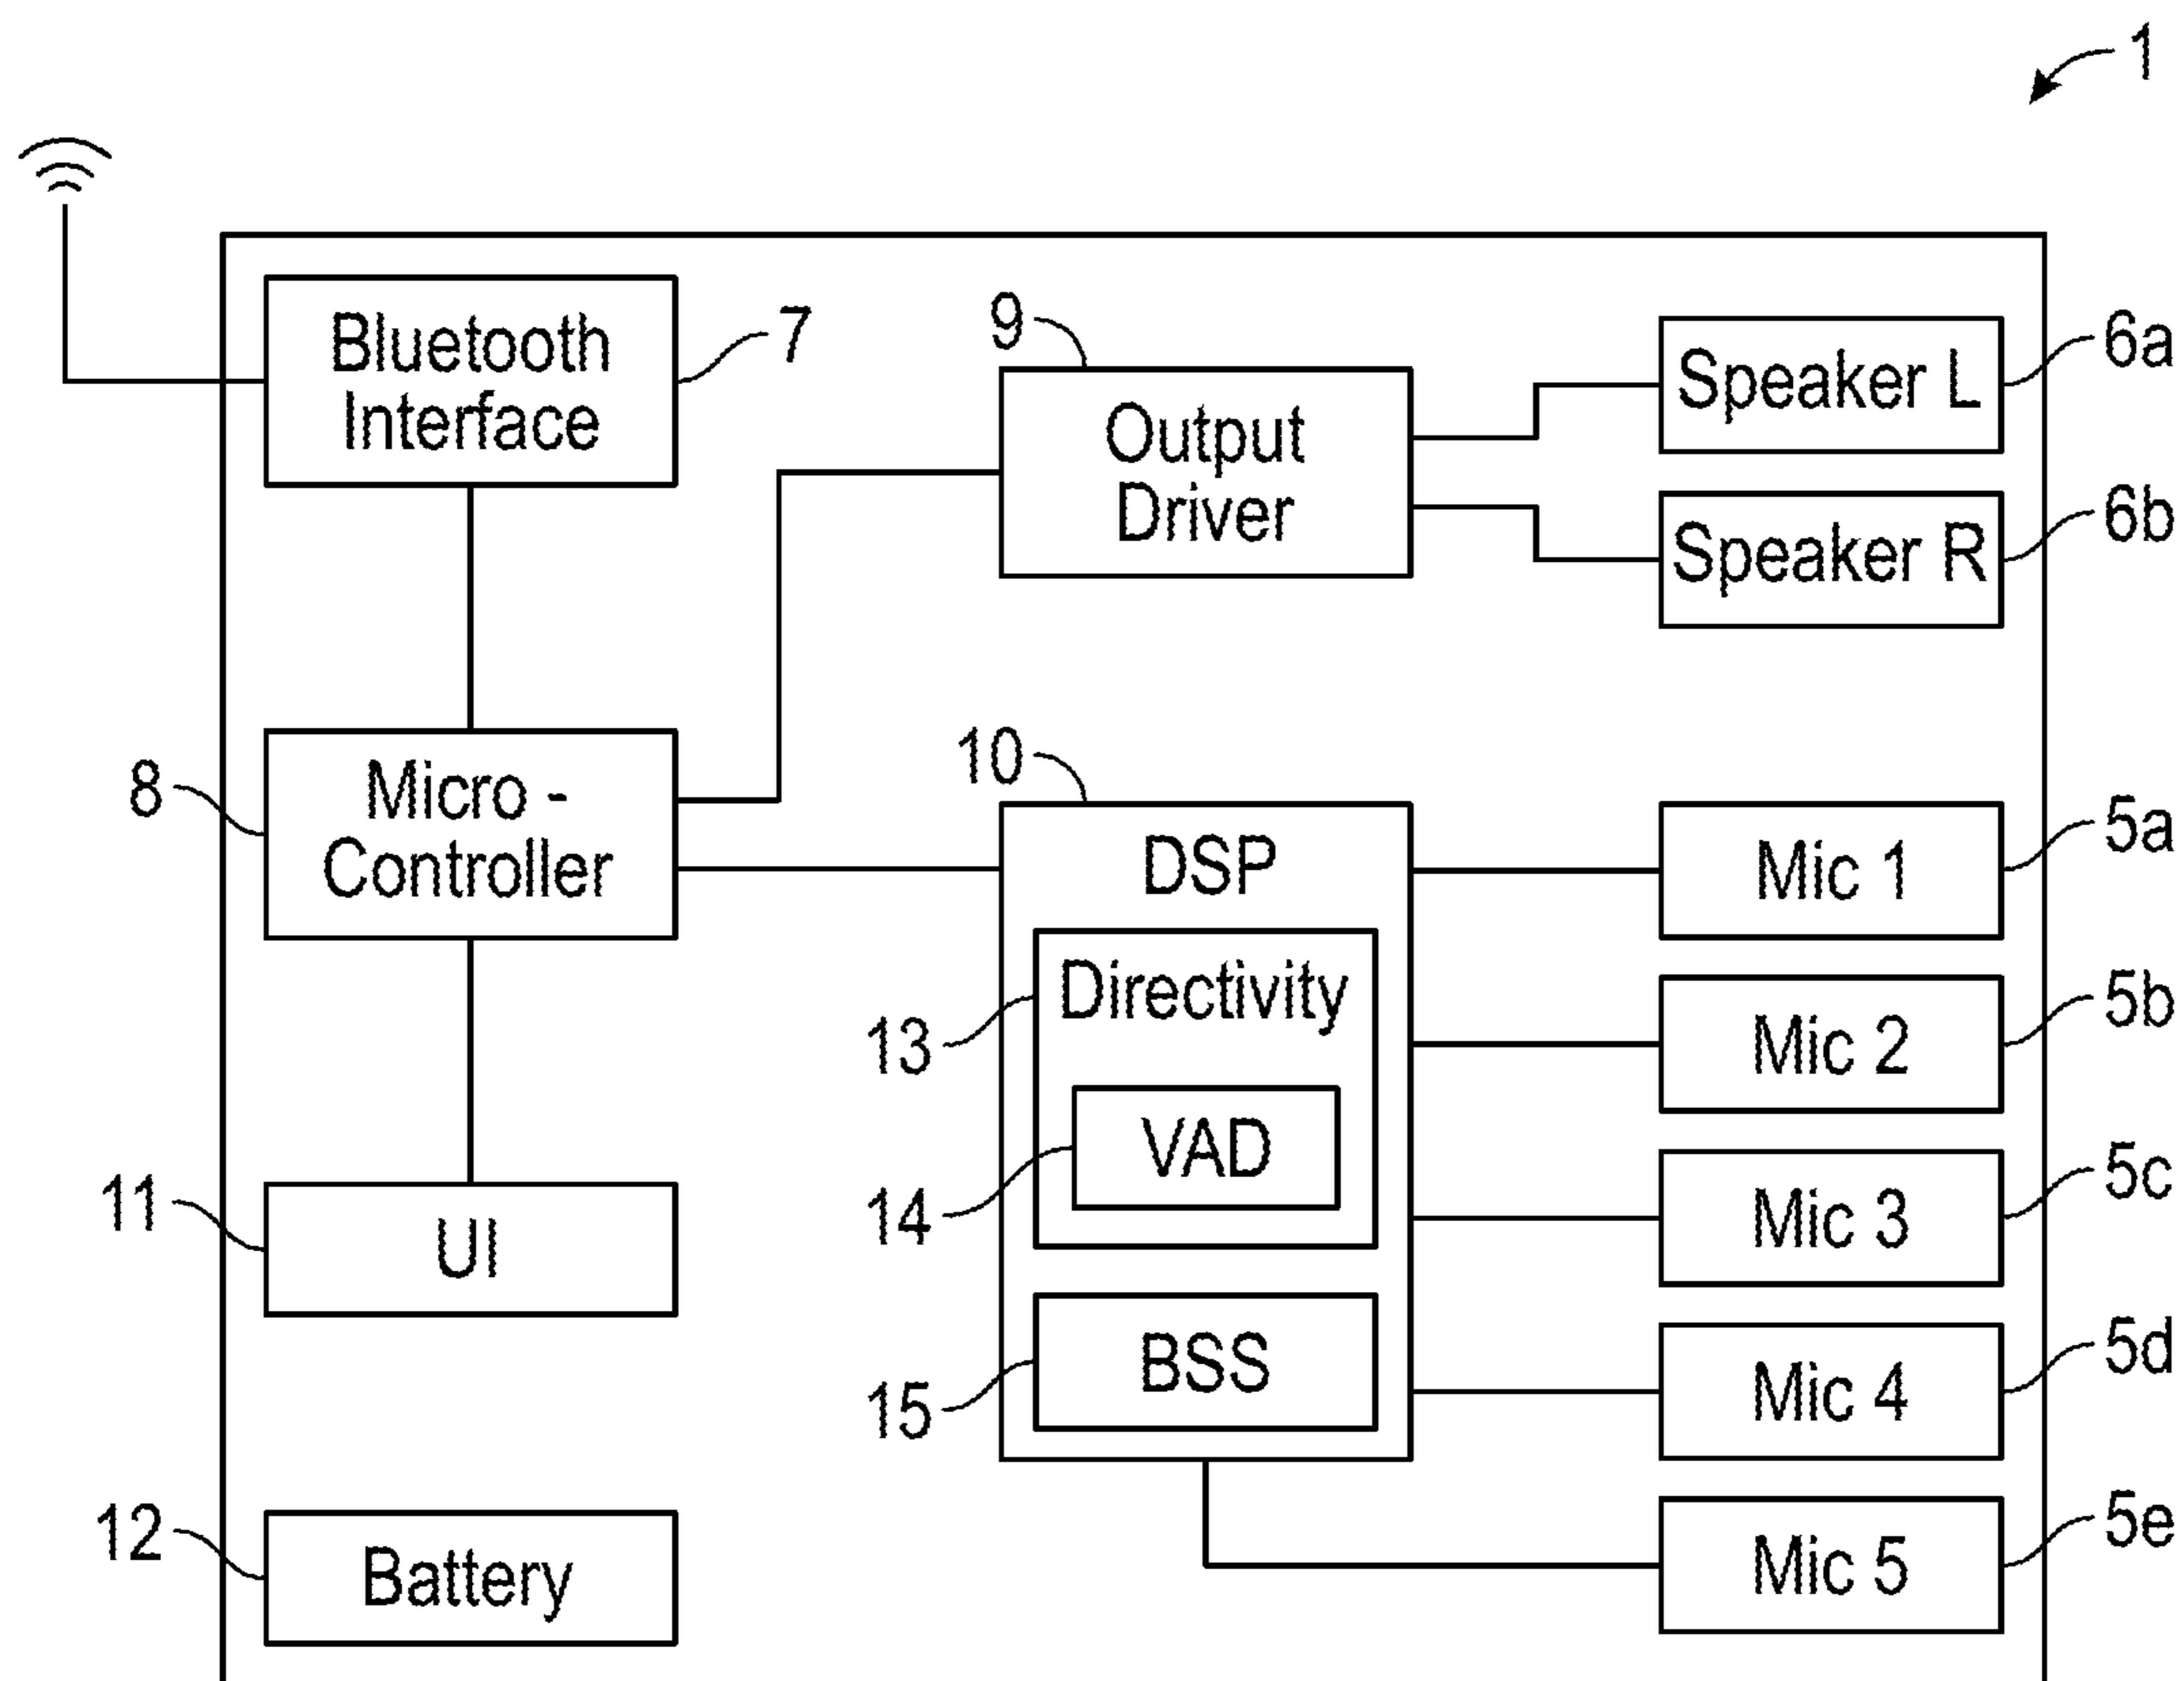 1
Bluetooth
Interface
7
9
Output
Driver
Speaker L
6a
Speaker R
6b
8
Micro -
Controller
10
DSP
Directivity
13
VAD
14
BSS
15
Mic 1
5a
Mic 2
5b
Mic 3
5c
Mic 4
5d
Mic 5
5e
11
UI
12
Battery